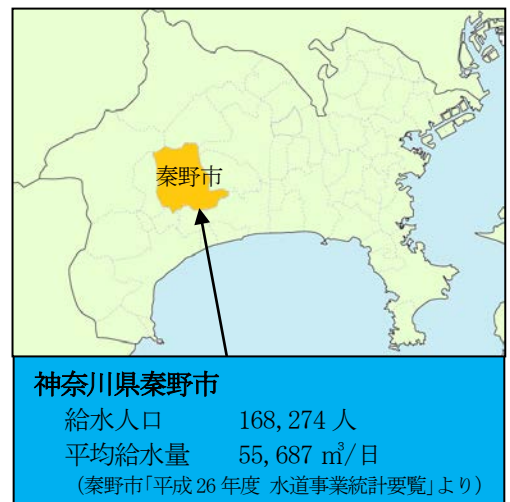 秦野市
神奈川県秦野市
給水人口 168,274 人
平均給水量 55,687 ㎥/日
(秦野市「平成 26 年度 水道事業統計要覧」より)